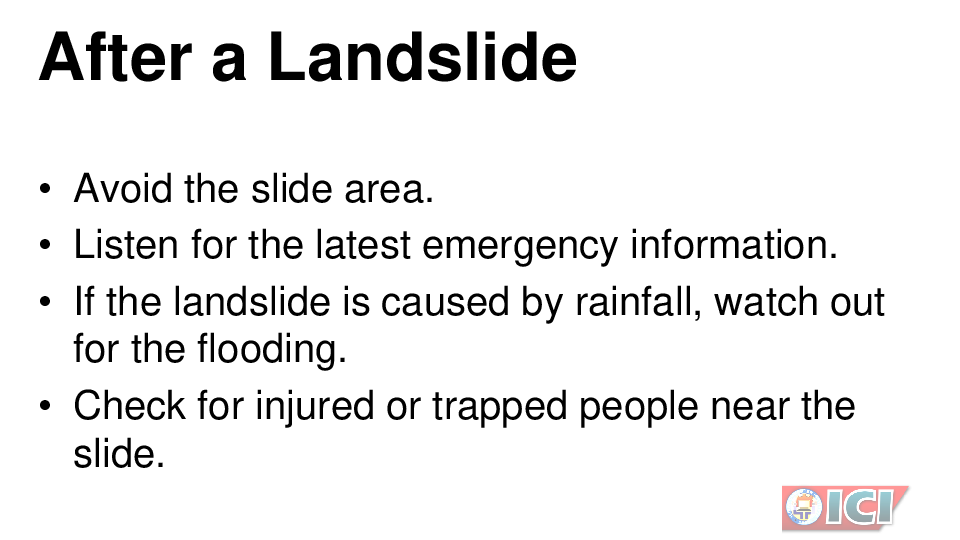 After a Landslide
• Avoid the slide area.
• Listen for the latest emergency information.
• If the landslide is caused by rainfall, watch out
for the flooding.
• Check for injured or trapped people near the
slide.
ICI